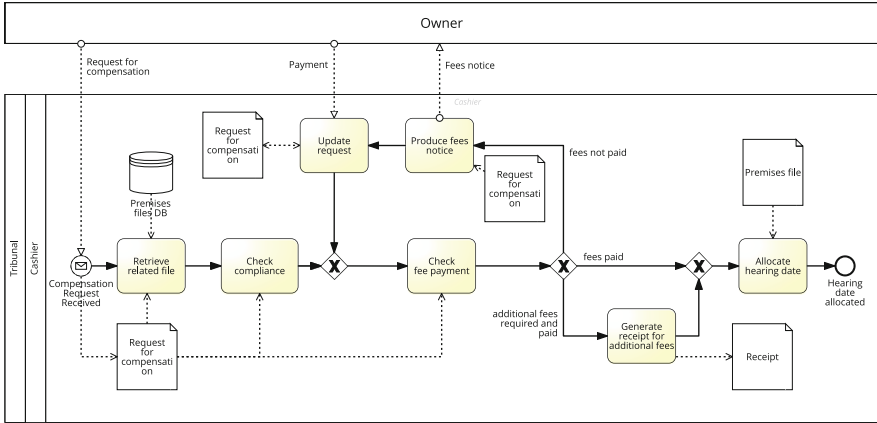 Owner
Request for
compensation
Payment
Fees notice
Cashier
Request
for
compensati
on
Update
request
Produce fees
notice
fees not paid
Request
for
compensati
on
Premises file
Premises
files DB
Tribunal
Cashier
Compensation
Request
Received
Retrieve
related file
Check
compliance
Check
fee payment
fees paid
Allocate
hearing date
Hearing
date
allocated
additional fees
required and
paid
Generate
receipt for
additional fees
Request
for
compensati
on
Receipt